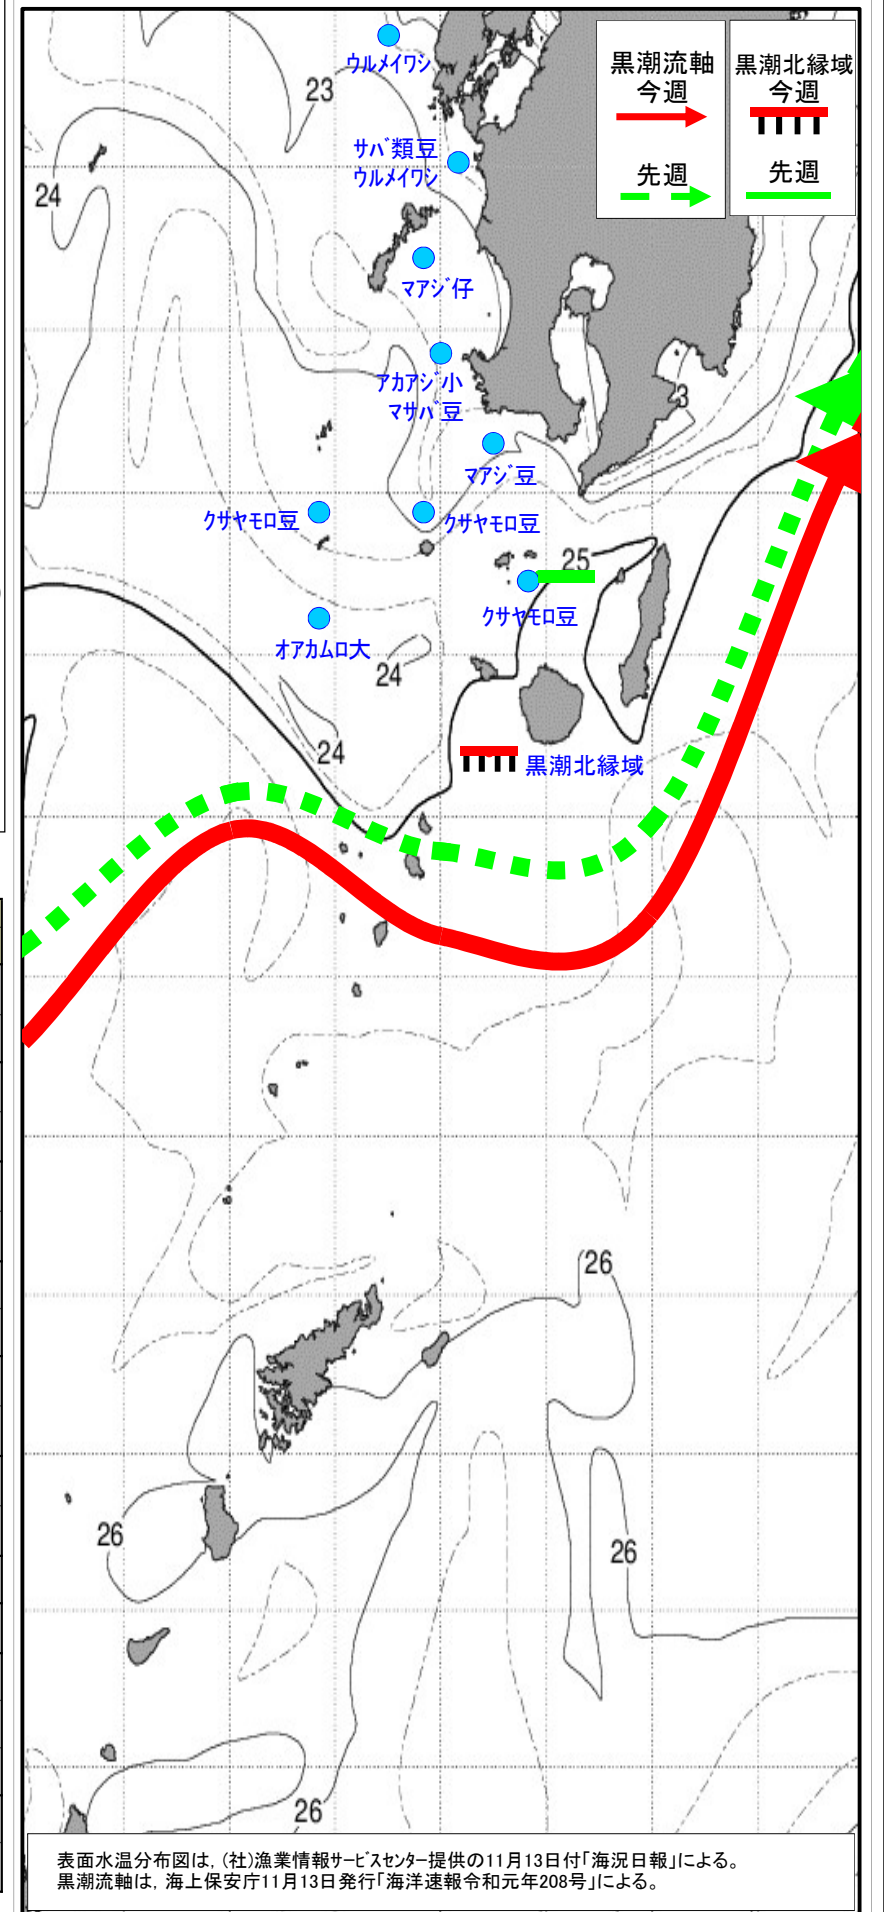 黒潮流軸
今週
先週
黒潮北縁域
今週
先週
ｳﾙﾒｲﾜｼ
23
ｻﾊﾞ類豆
ｳﾙﾒｲﾜｼ
24
ﾏｱｼﾞ仔
ｱｶｱｼﾞ小
ﾏｻﾊﾞ豆
3
ﾏｱｼﾞ豆
ｸｻﾔﾓﾛ豆
ｸｻﾔﾓﾛ豆
25
ｸｻﾔﾓﾛ豆
ｵｱｶﾑﾛ大
24
24
黒潮北縁域
26
26
26
26
表面水温分布図は，(社)漁業情報ｻｰﾋﾞｽｾﾝﾀｰ提供の11月13日付｢海況日報｣による。
黒潮流軸は，海上保安庁11月13日発行｢海洋速報令和元年208号｣による。